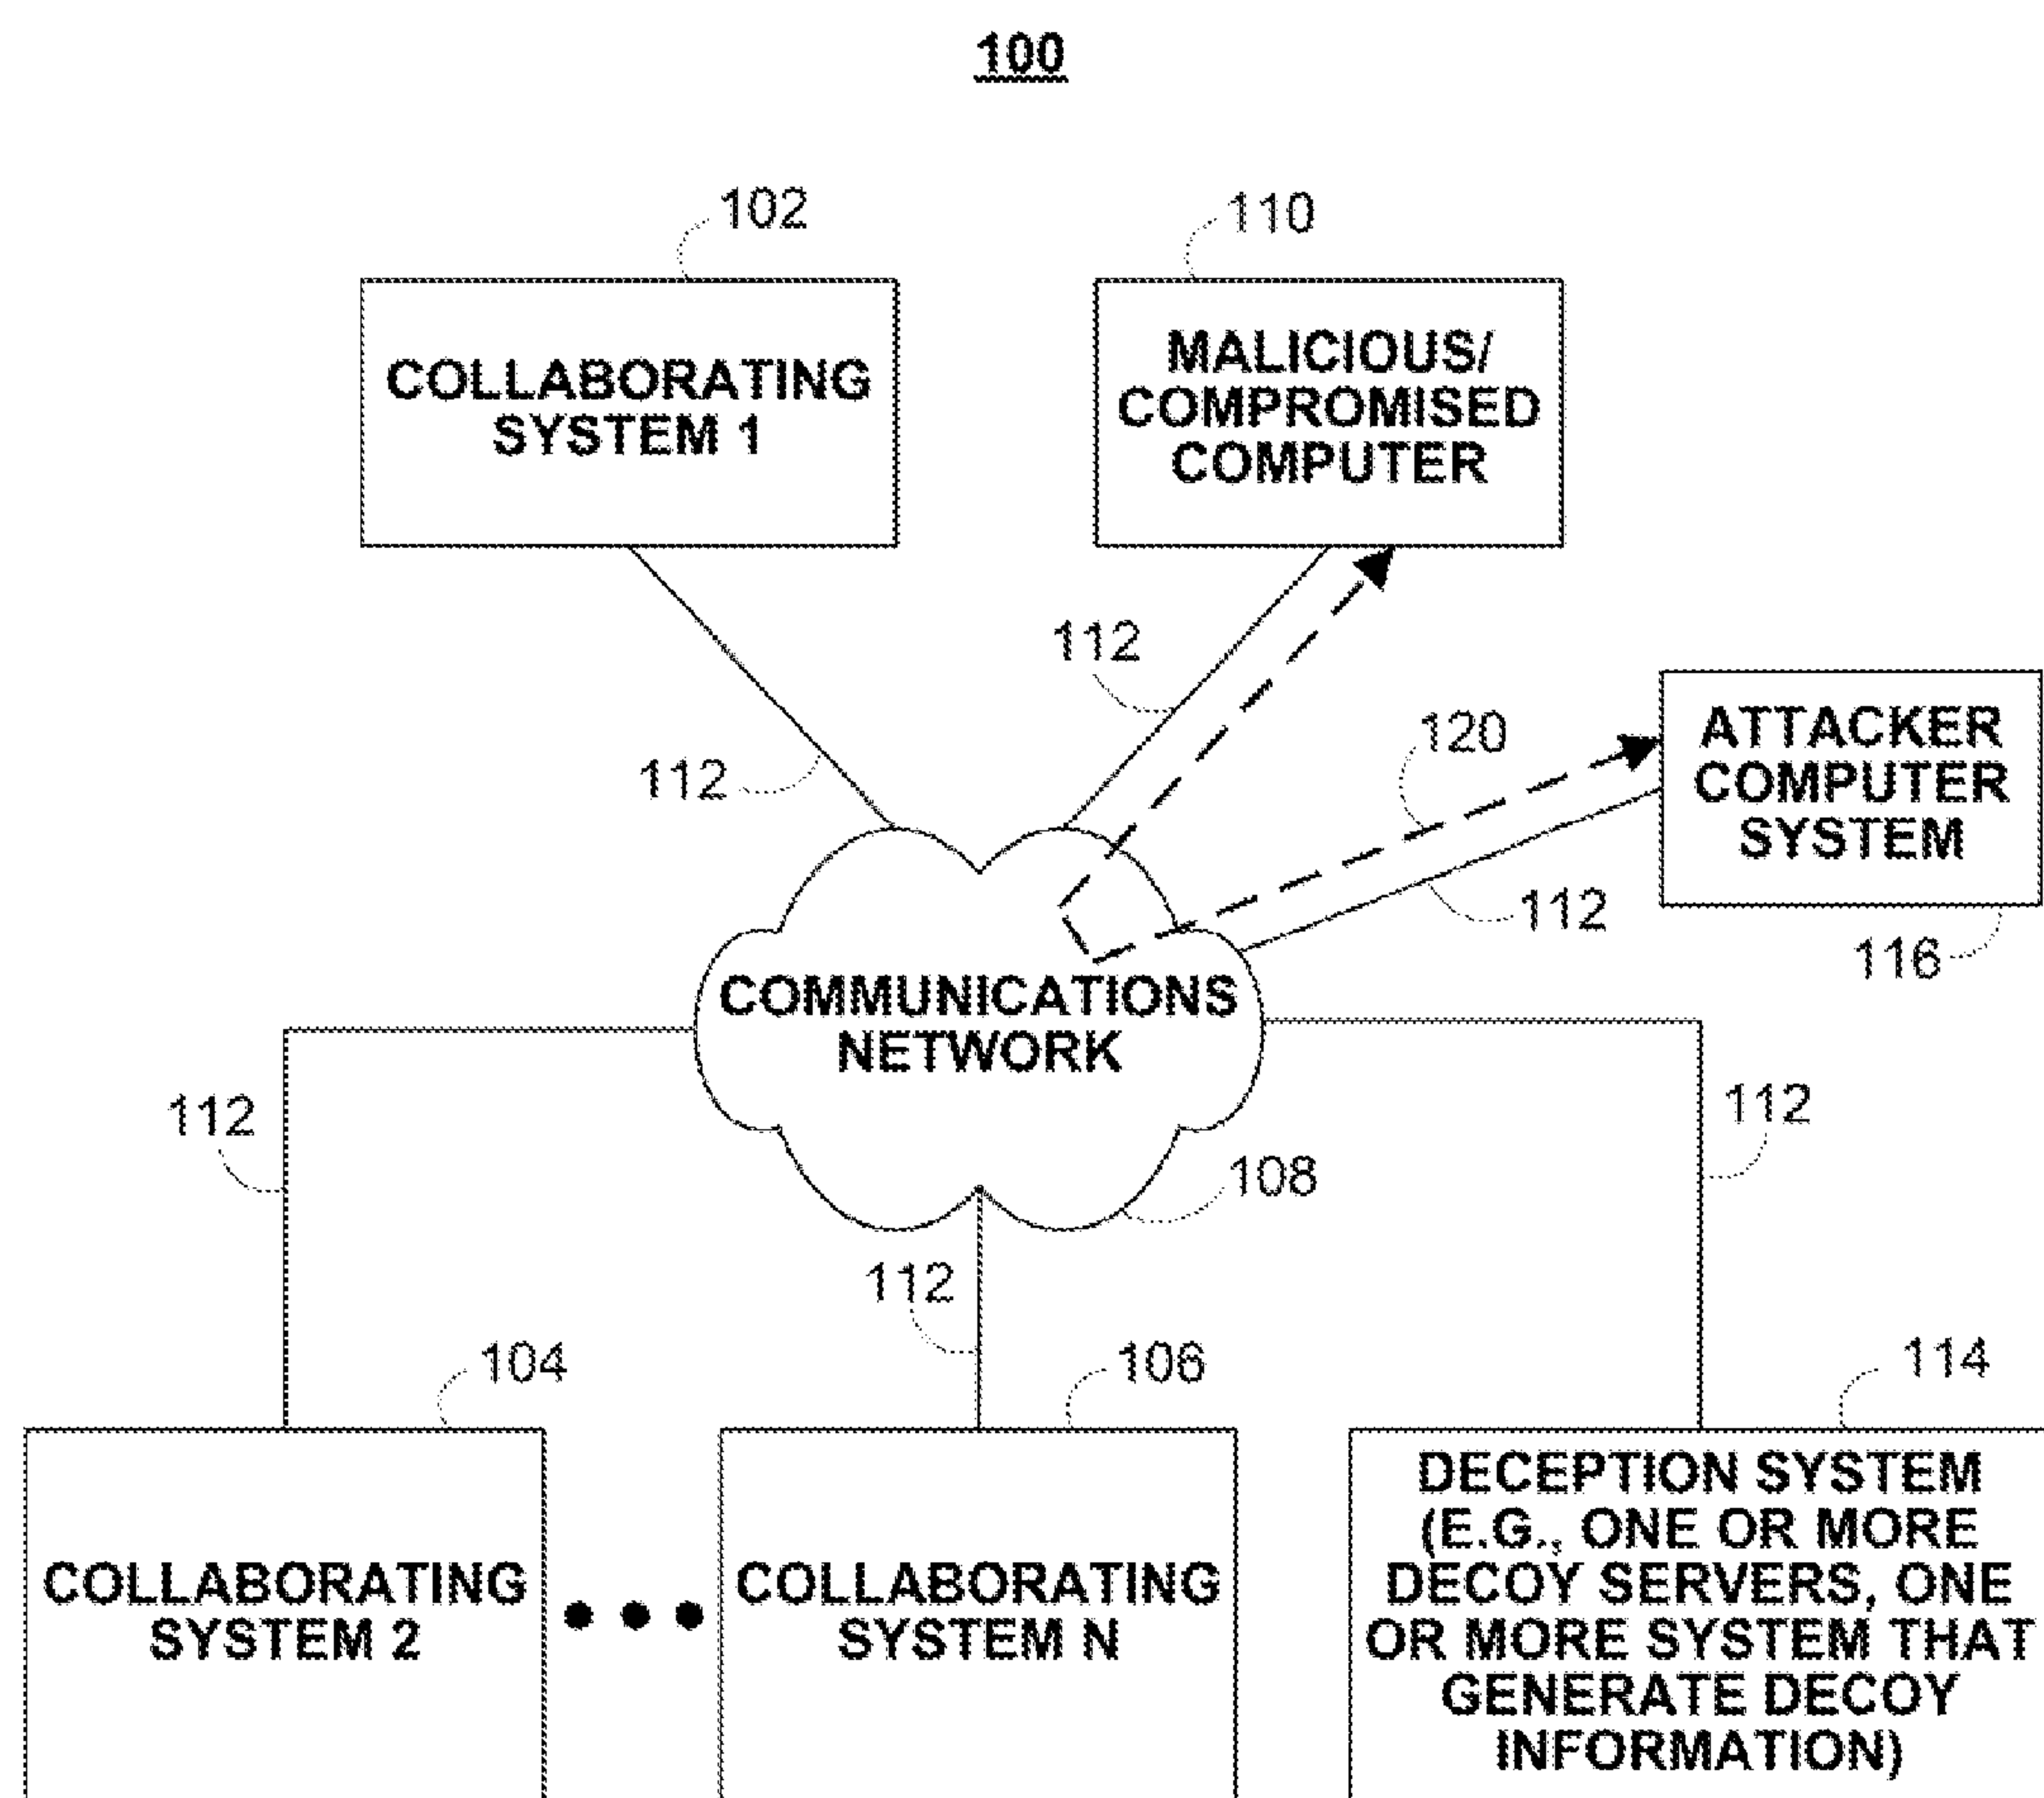 100
102
110
COLLABORATING
SYSTEM 1
MALICIOUS/
COMPROMISED
COMPUTER
112
112
120
ATTACKER
COMPUTER
SYSTEM
112
116
COMMUNICATIONS
NETWORK
112
112
108
112
104
106
114
COLLABORATING
SYSTEM 2
COLLABORATING
SYSTEM N
DECEPTION SYSTEM
(E.G., ONE OR MORE
DECOY SERVERS, ONE
OR MORE SYSTEM THAT
GENERATE DECOY
INFORMATION)